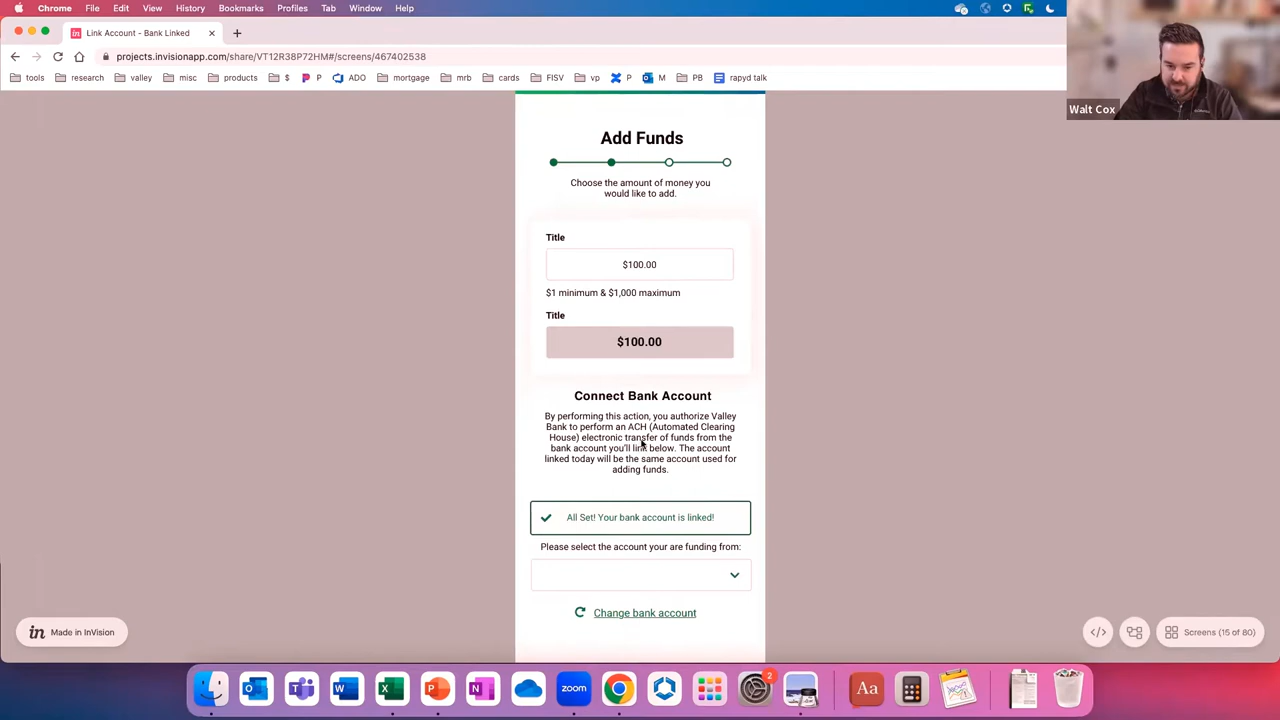 Chrome File Edit View History Bookmarks Profiles Tab Window Help
Link Account - Bank Linked
projects.invisionapp.com/share/VT12R38P72HM#/screens/467402538
tools research valley misc products $ P ADO mortgage mrb cards FISV vp P M PB rapyd talk
Walt Cox
Add Funds
Choose the amount of money you
would like to add.
Title
$100.00
$1 minimum & $1,000 maximum
Title
$100.00
Connect Bank Account
By performing this action, you authorize Valley
Bank to perform an ACH (Automated Clearing
House) electronic transfer of funds from the
bank account you'll link below. The account
linked today will be the same account used for
adding funds.
All Set! Your bank account is linked!
Please select the account your are funding from:
Change bank account
in Made in InVision
Screens (15 of 80)
zoom
2
Aa